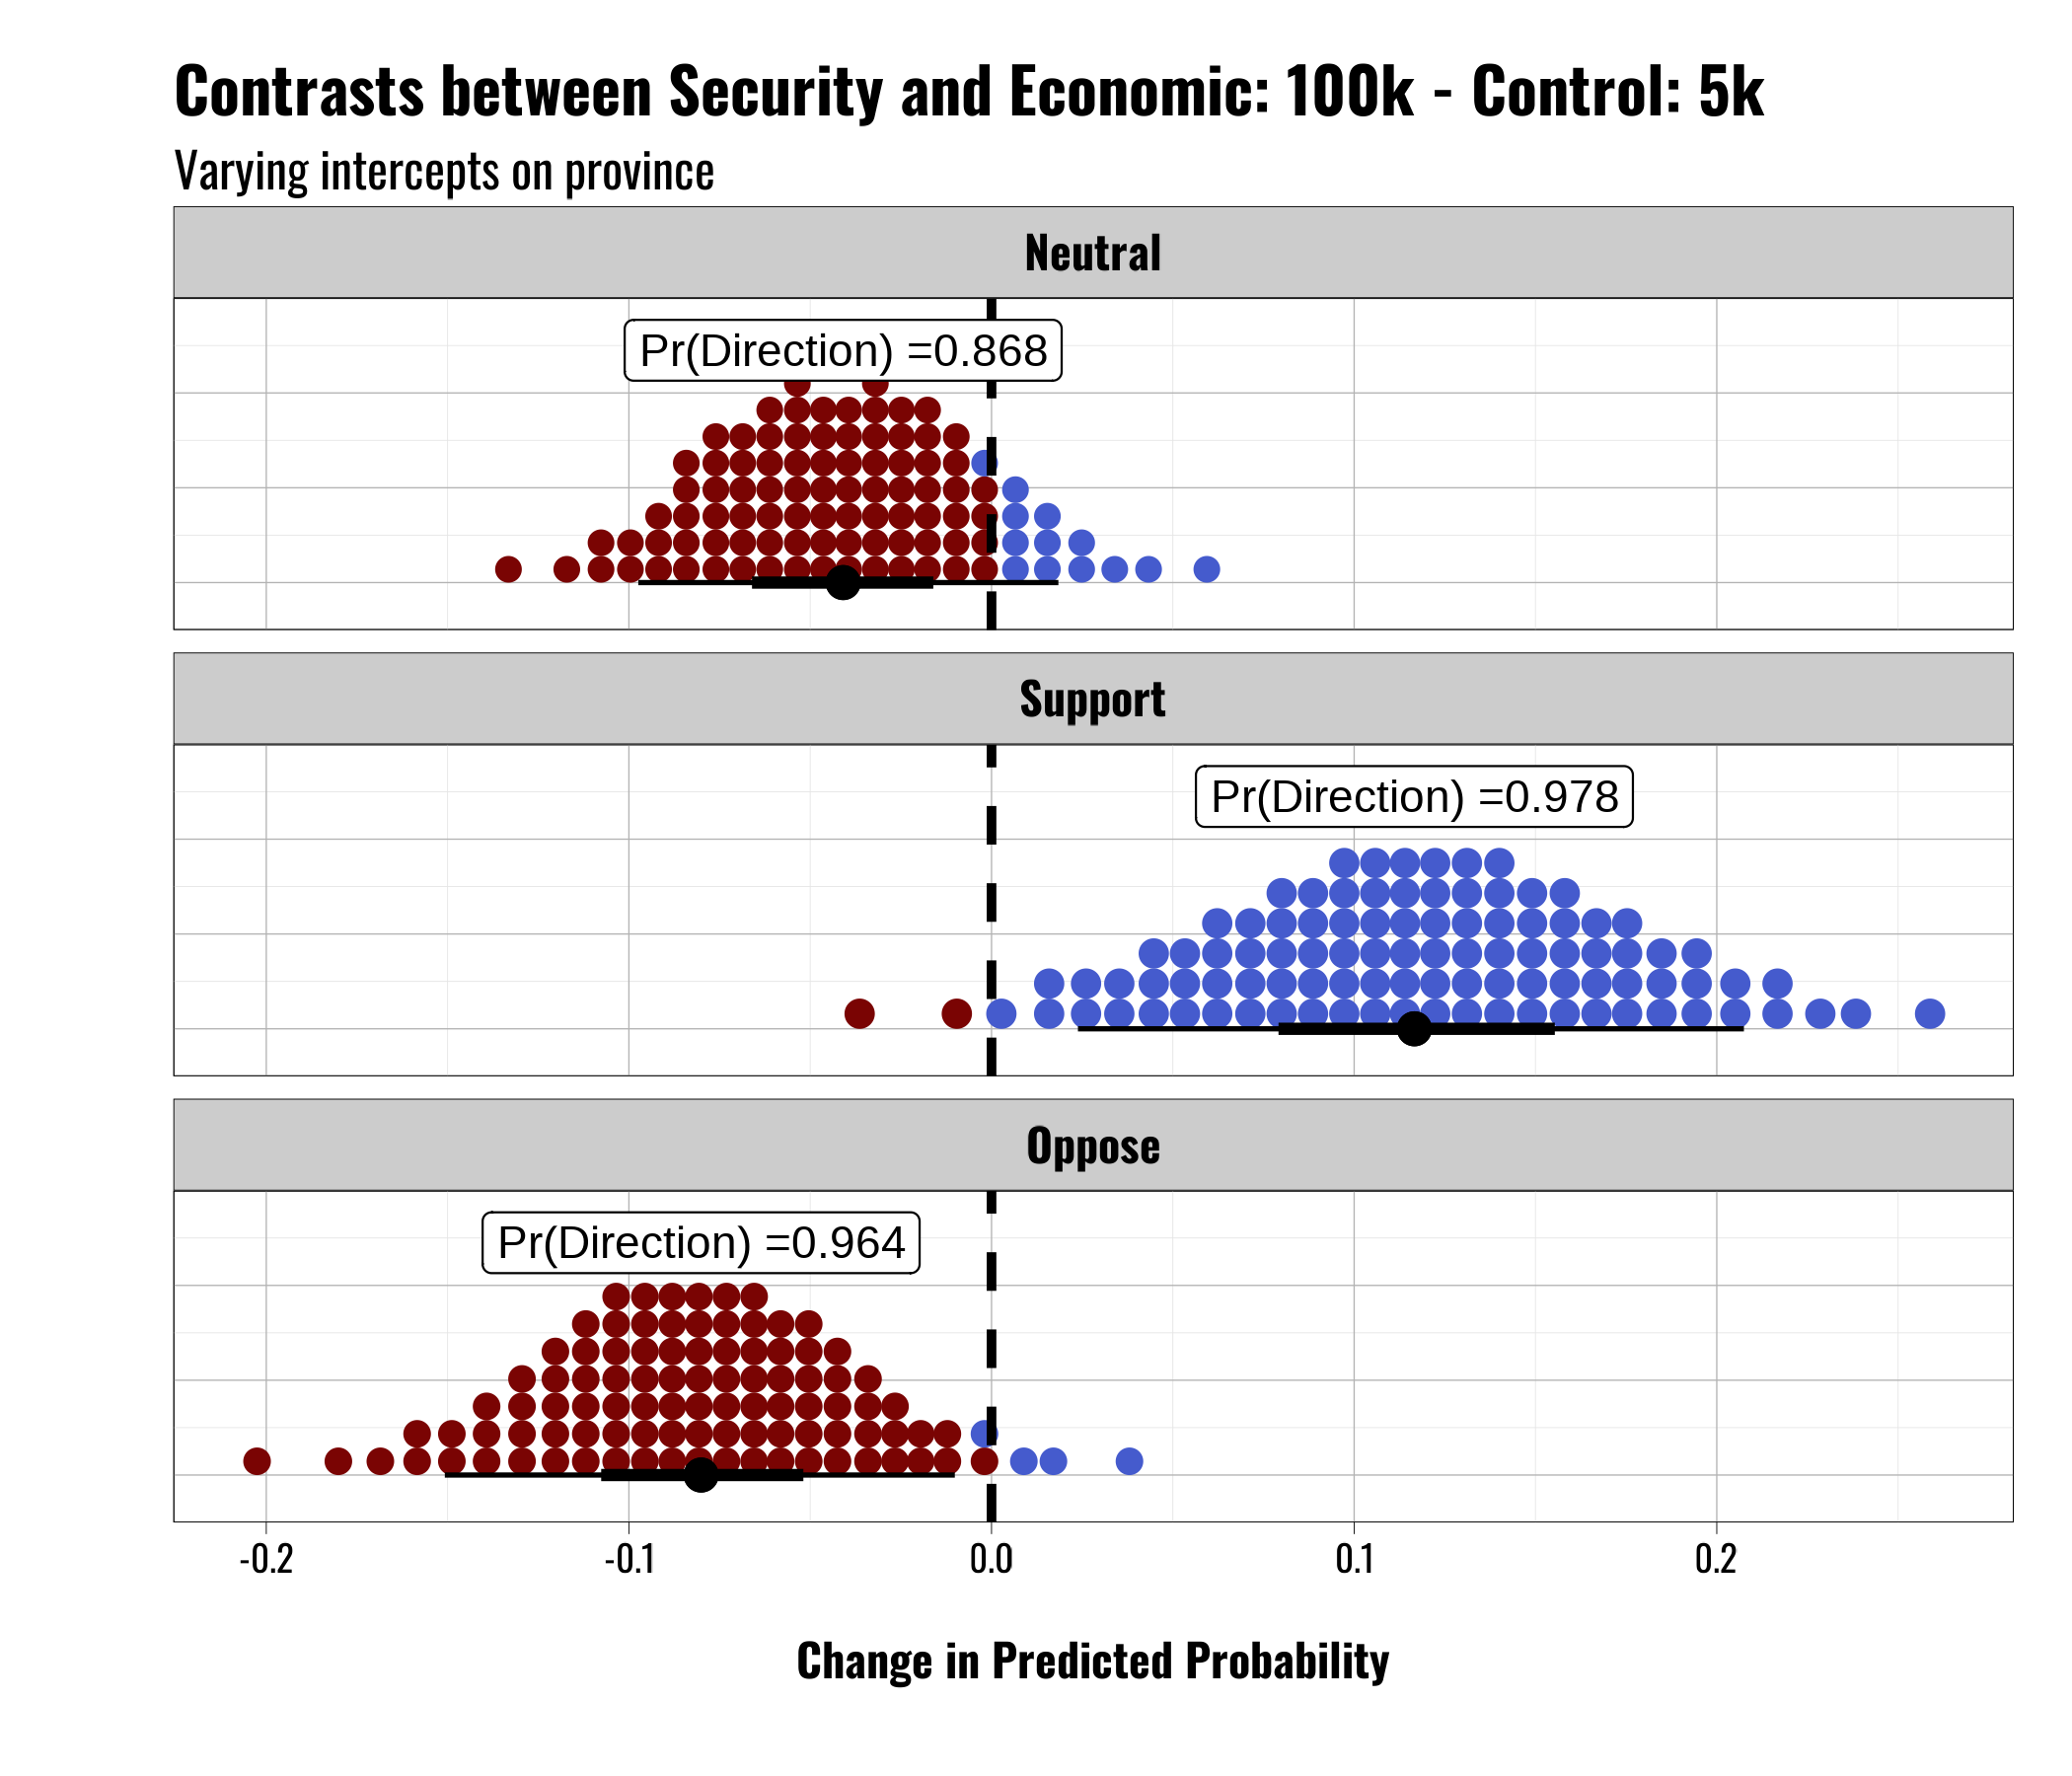 Contrasts between Security and Economic: 100k - Control: 5k
Varying intercepts on province
Neutral
Pr(Direction) =0.868
Support
Pr(Direction) =0.978
Oppose
Pr(Direction) =0.964
-0.2 -0.1 0.0 0.1 0.2
Change in Predicted Probability